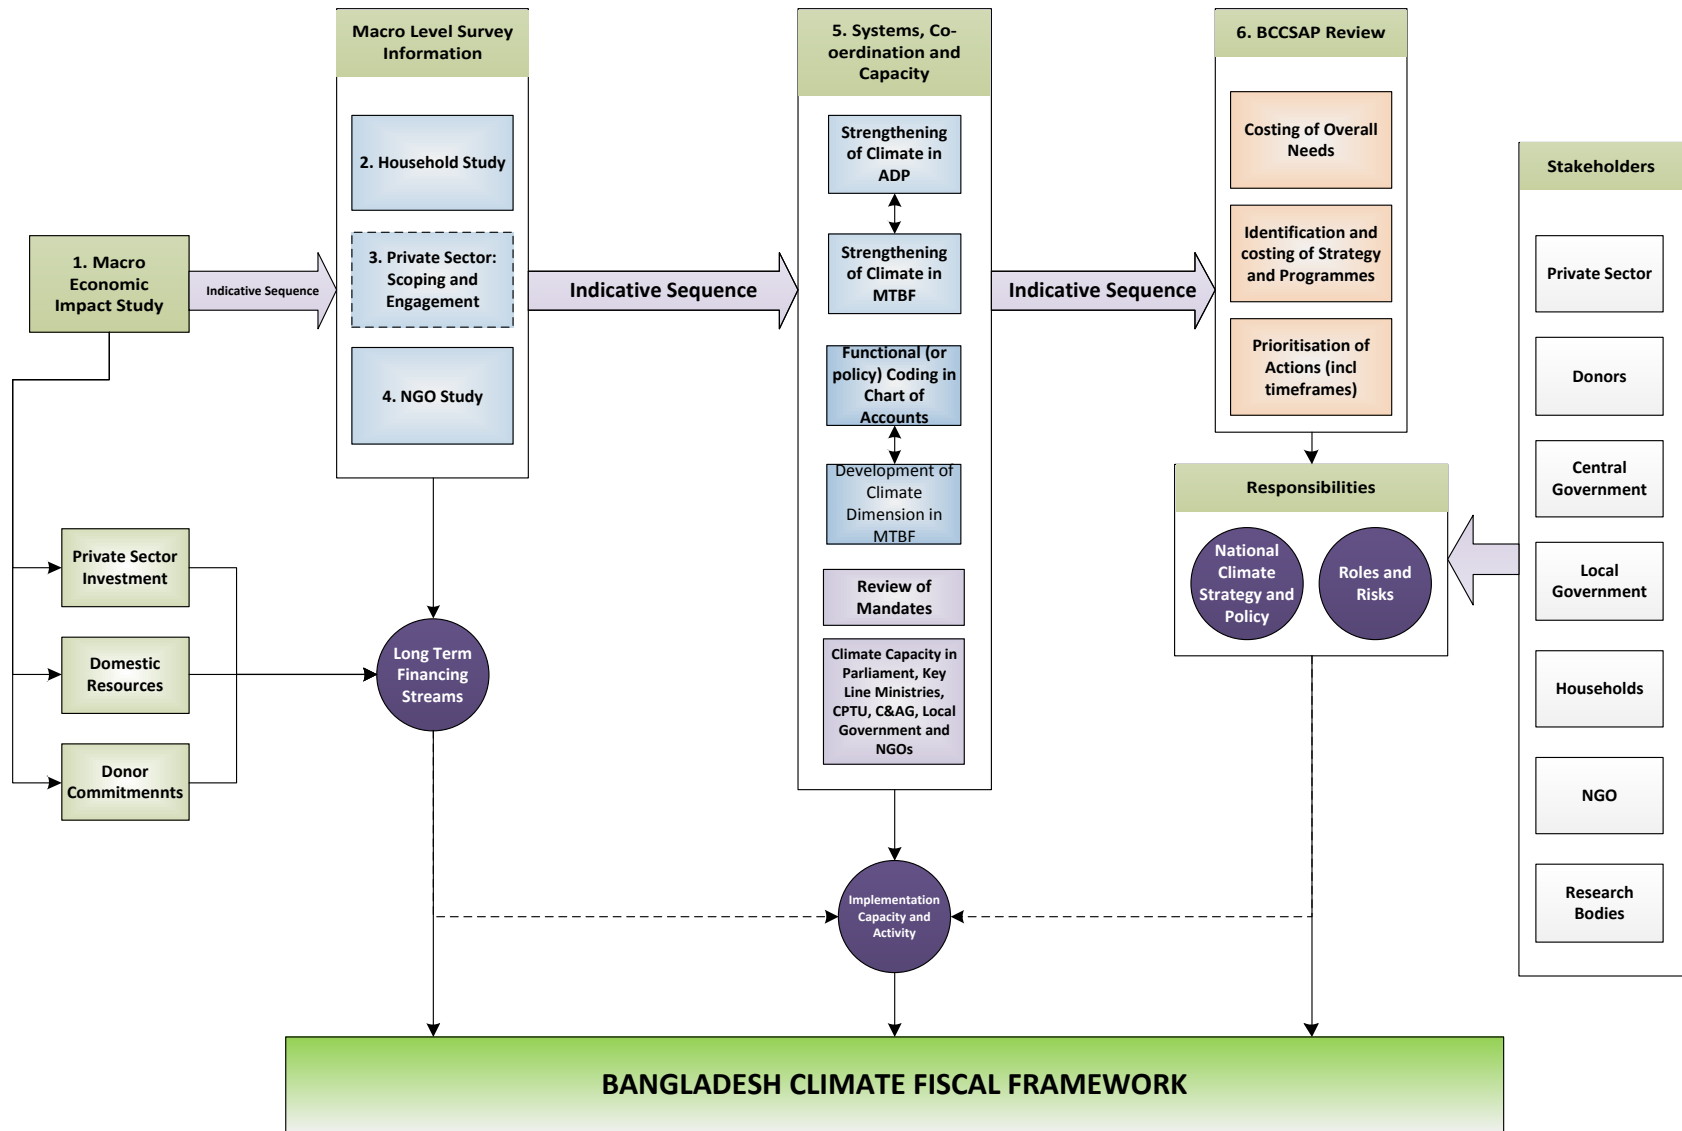 1. Macro
Economic
Impact Study
Indicative Sequence
Private Sector
Investment
Domestic
Resources
Donor
Commitmennts
Macro Level Survey
Information
2. Household Study
3. Private Sector:
Scoping and
Engagement
4. NGO Study
Long Term
Financing
Streams
Indicative Sequence
5. Systems, Co-
oerdination and
Capacity
Strengthening
of Climate in
ADP
Strengthening
of Climate in
MTBF
Functional (or
policy) Coding in
Chart of
Accounts
Development of
Climate
Dimension in
MTBF
Review of
Mandates
Climate Capacity in
Parliament, Key
Line Ministries,
CPTU, C&AG, Local
Government and
NGOs
Implementation
Capacity and
Activity
Indicative Sequence
6. BCCSAP Review
Costing of Overall
Needs
Identification and
costing of Strategy
and Programmes
Prioritisation of
Actions (incl
timeframes)
Responsibilities
National
Climate
Strategy and
Policy
Roles and
Risks
Stakeholders
Private Sector
Donors
Central
Government
Local
Government
Households
NGO
Research
Bodies
BANGLADESH CLIMATE FISCAL FRAMEWORK